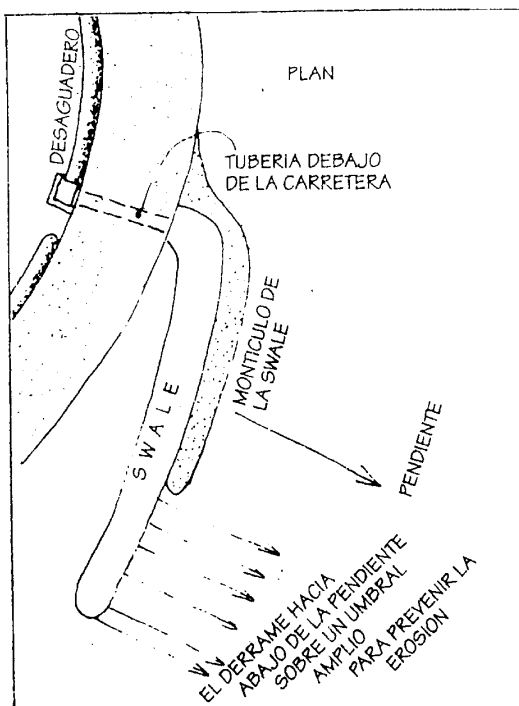 PLAN
DESAGUADERO
TUBERIA DEBAJO
DE LA CARRETERA
MONTICULO DE
LA SWALE
SWALE
PENDIENTE
EL DERRAME HACIA
ABAJO DE LA PENDIENTE
SOBRE UN UMBRAL
AMPLIO
PARA PREVENIR LA
EROSION